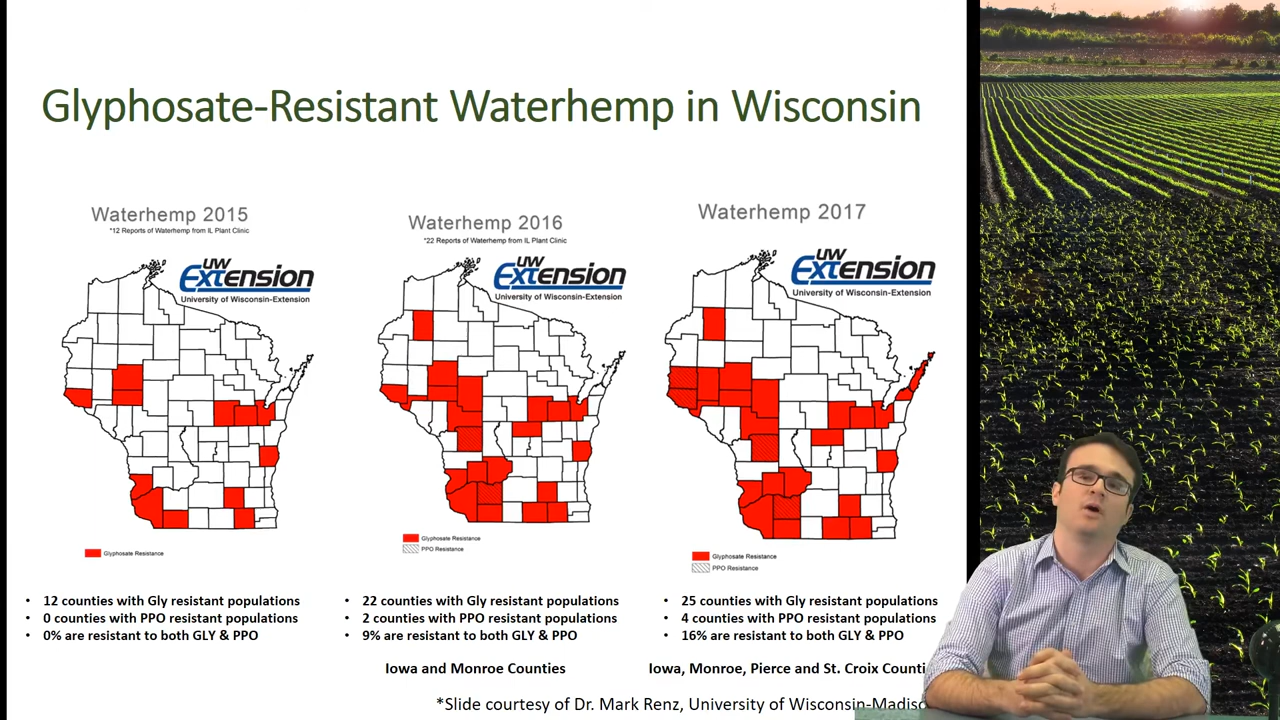 Glyphosate-Resistant Waterhemp in Wisconsin
Waterhemp 2015
*12 Reports of Waterhemp from IL Plant Clinic
UW
Extension
University of Wisconsin-Extension
Glyphosate Resistance
• 12 counties with Gly resistant populations
• 0 counties with PPO resistant populations
• 0% are resistant to both GLY & PPO
Waterhemp 2016
*22 Reports of Waterhemp from IL Plant Clinic
UW
Extension
University of Wisconsin-Extension
Glyphosate Resistance
PPO Resistance
• 22 counties with Gly resistant populations
• 2 counties with PPO resistant populations
• 9% are resistant to both GLY & PPO
Iowa and Monroe Counties
Waterhemp 2017
UW
Extension
University of Wisconsin-Extension
Glyphosate Resistance
PPO Resistance
• 25 counties with Gly resistant populations
• 4 counties with PPO resistant populations
• 16% are resistant to both GLY & PPO
Iowa, Monroe, Pierce and St. Croix Counti
*Slide courtesy of Dr. Mark Renz, University of Wisconsin-Madiso